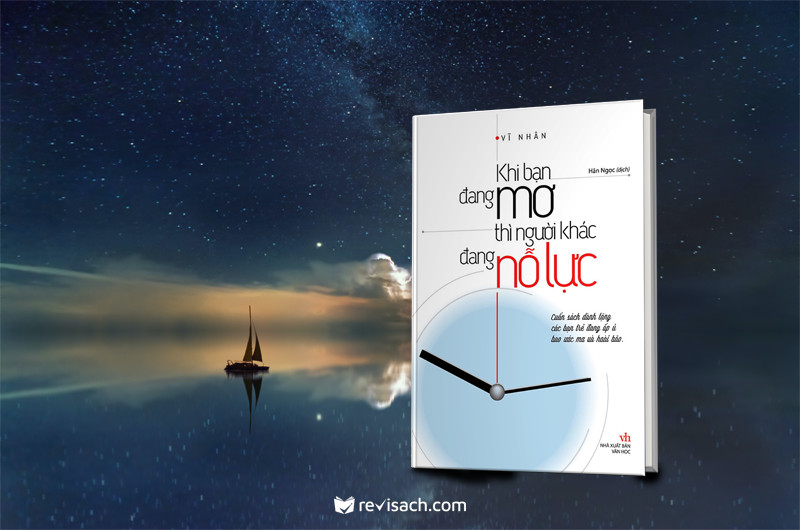 VĨ NHÂN
Khi bạn
Hàn Ngọc (dịch)
đang mơ
thì người khác
đang nỗ lực
Cuốn sách dành tặng
các bạn trẻ đang ấp ủ
bao ước mơ và hoài bão.
vh
NHÀ XUẤT BẢN
VĂN HỌC
revisach.com